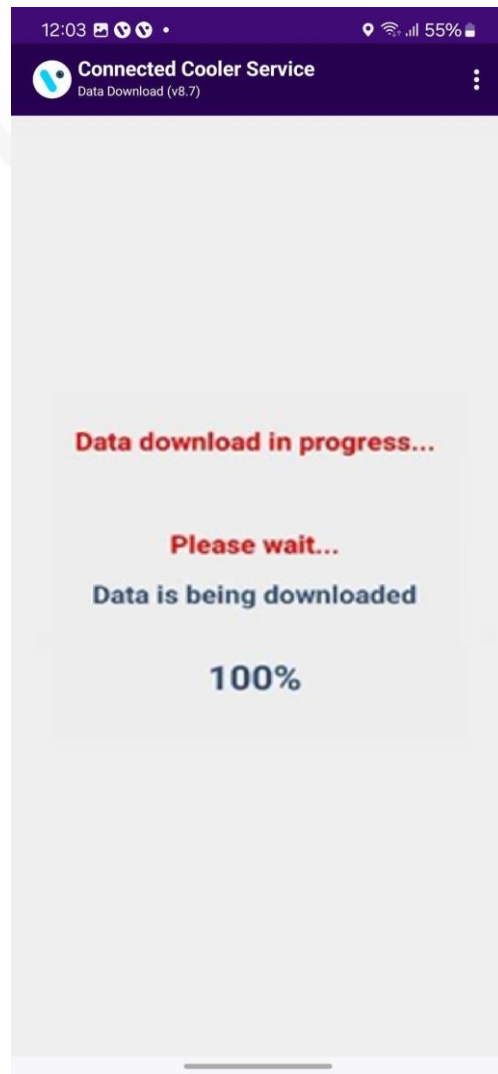 12:03
55%
Connected Cooler Service
Data Download (v8.7)
Data download in progress...
Please wait...
Data is being downloaded
100%